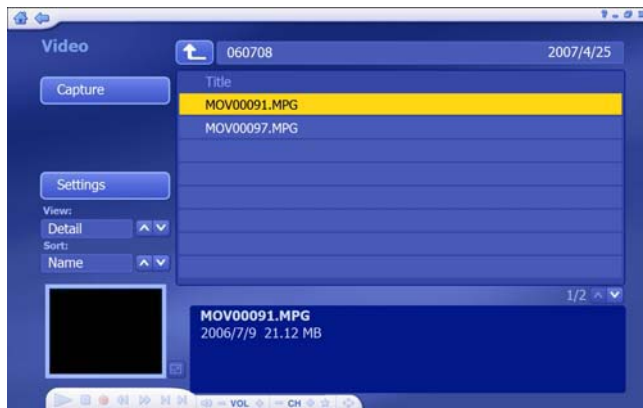 ?
Video
060708 2007/4/25
Capture
Title
MOV00091.MPG
MOV00097.MPG
Settings
View:
Detail
Sort:
Name
1/2
MOV00091.MPG
2006/7/9 21.12 MB
VOL CH